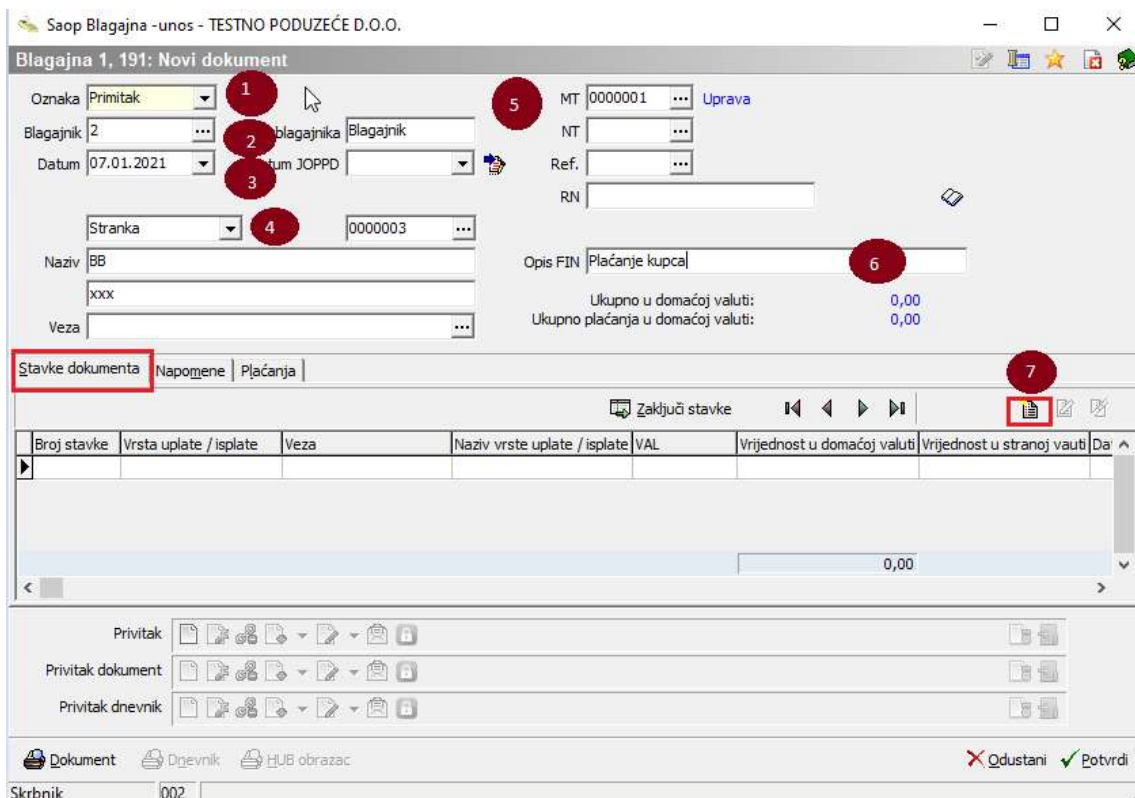 Saop Blagajna -unos - TESTNO PODUZEĆE D.O.O.
Blagajna 1, 191: Novi dokument
Oznaka Primitak 1 5 MT 0000001 ... Uprava
Blagajnik 2 ... 2 blagajnika Blagajnik NT ...
Datum 07.01.2021 3 JOPPD Ref. ...
RN
Stranka 4 0000003 ...
Naziv BB Opis FIN Plaćanje kupca 6
xxx Ukupno u domaćoj valuti: 0,00
Veza ... Ukupno plaćanja u domaćoj valuti: 0,00
Stavke dokumenta Napomene Plaćanja 7
Zaključi stavke
Broj stavke Vrsta uplate / isplate Veza Naziv vrste uplate / isplate VAL Vrijednost u domaćoj valuti Vrijednost u stranoj vauti
0,00
Privitak
Privitak dokument
Privitak dnevnik
Dokument Dnevnik HUB obrazac Odustani Potvrdi
Skrbnik 002